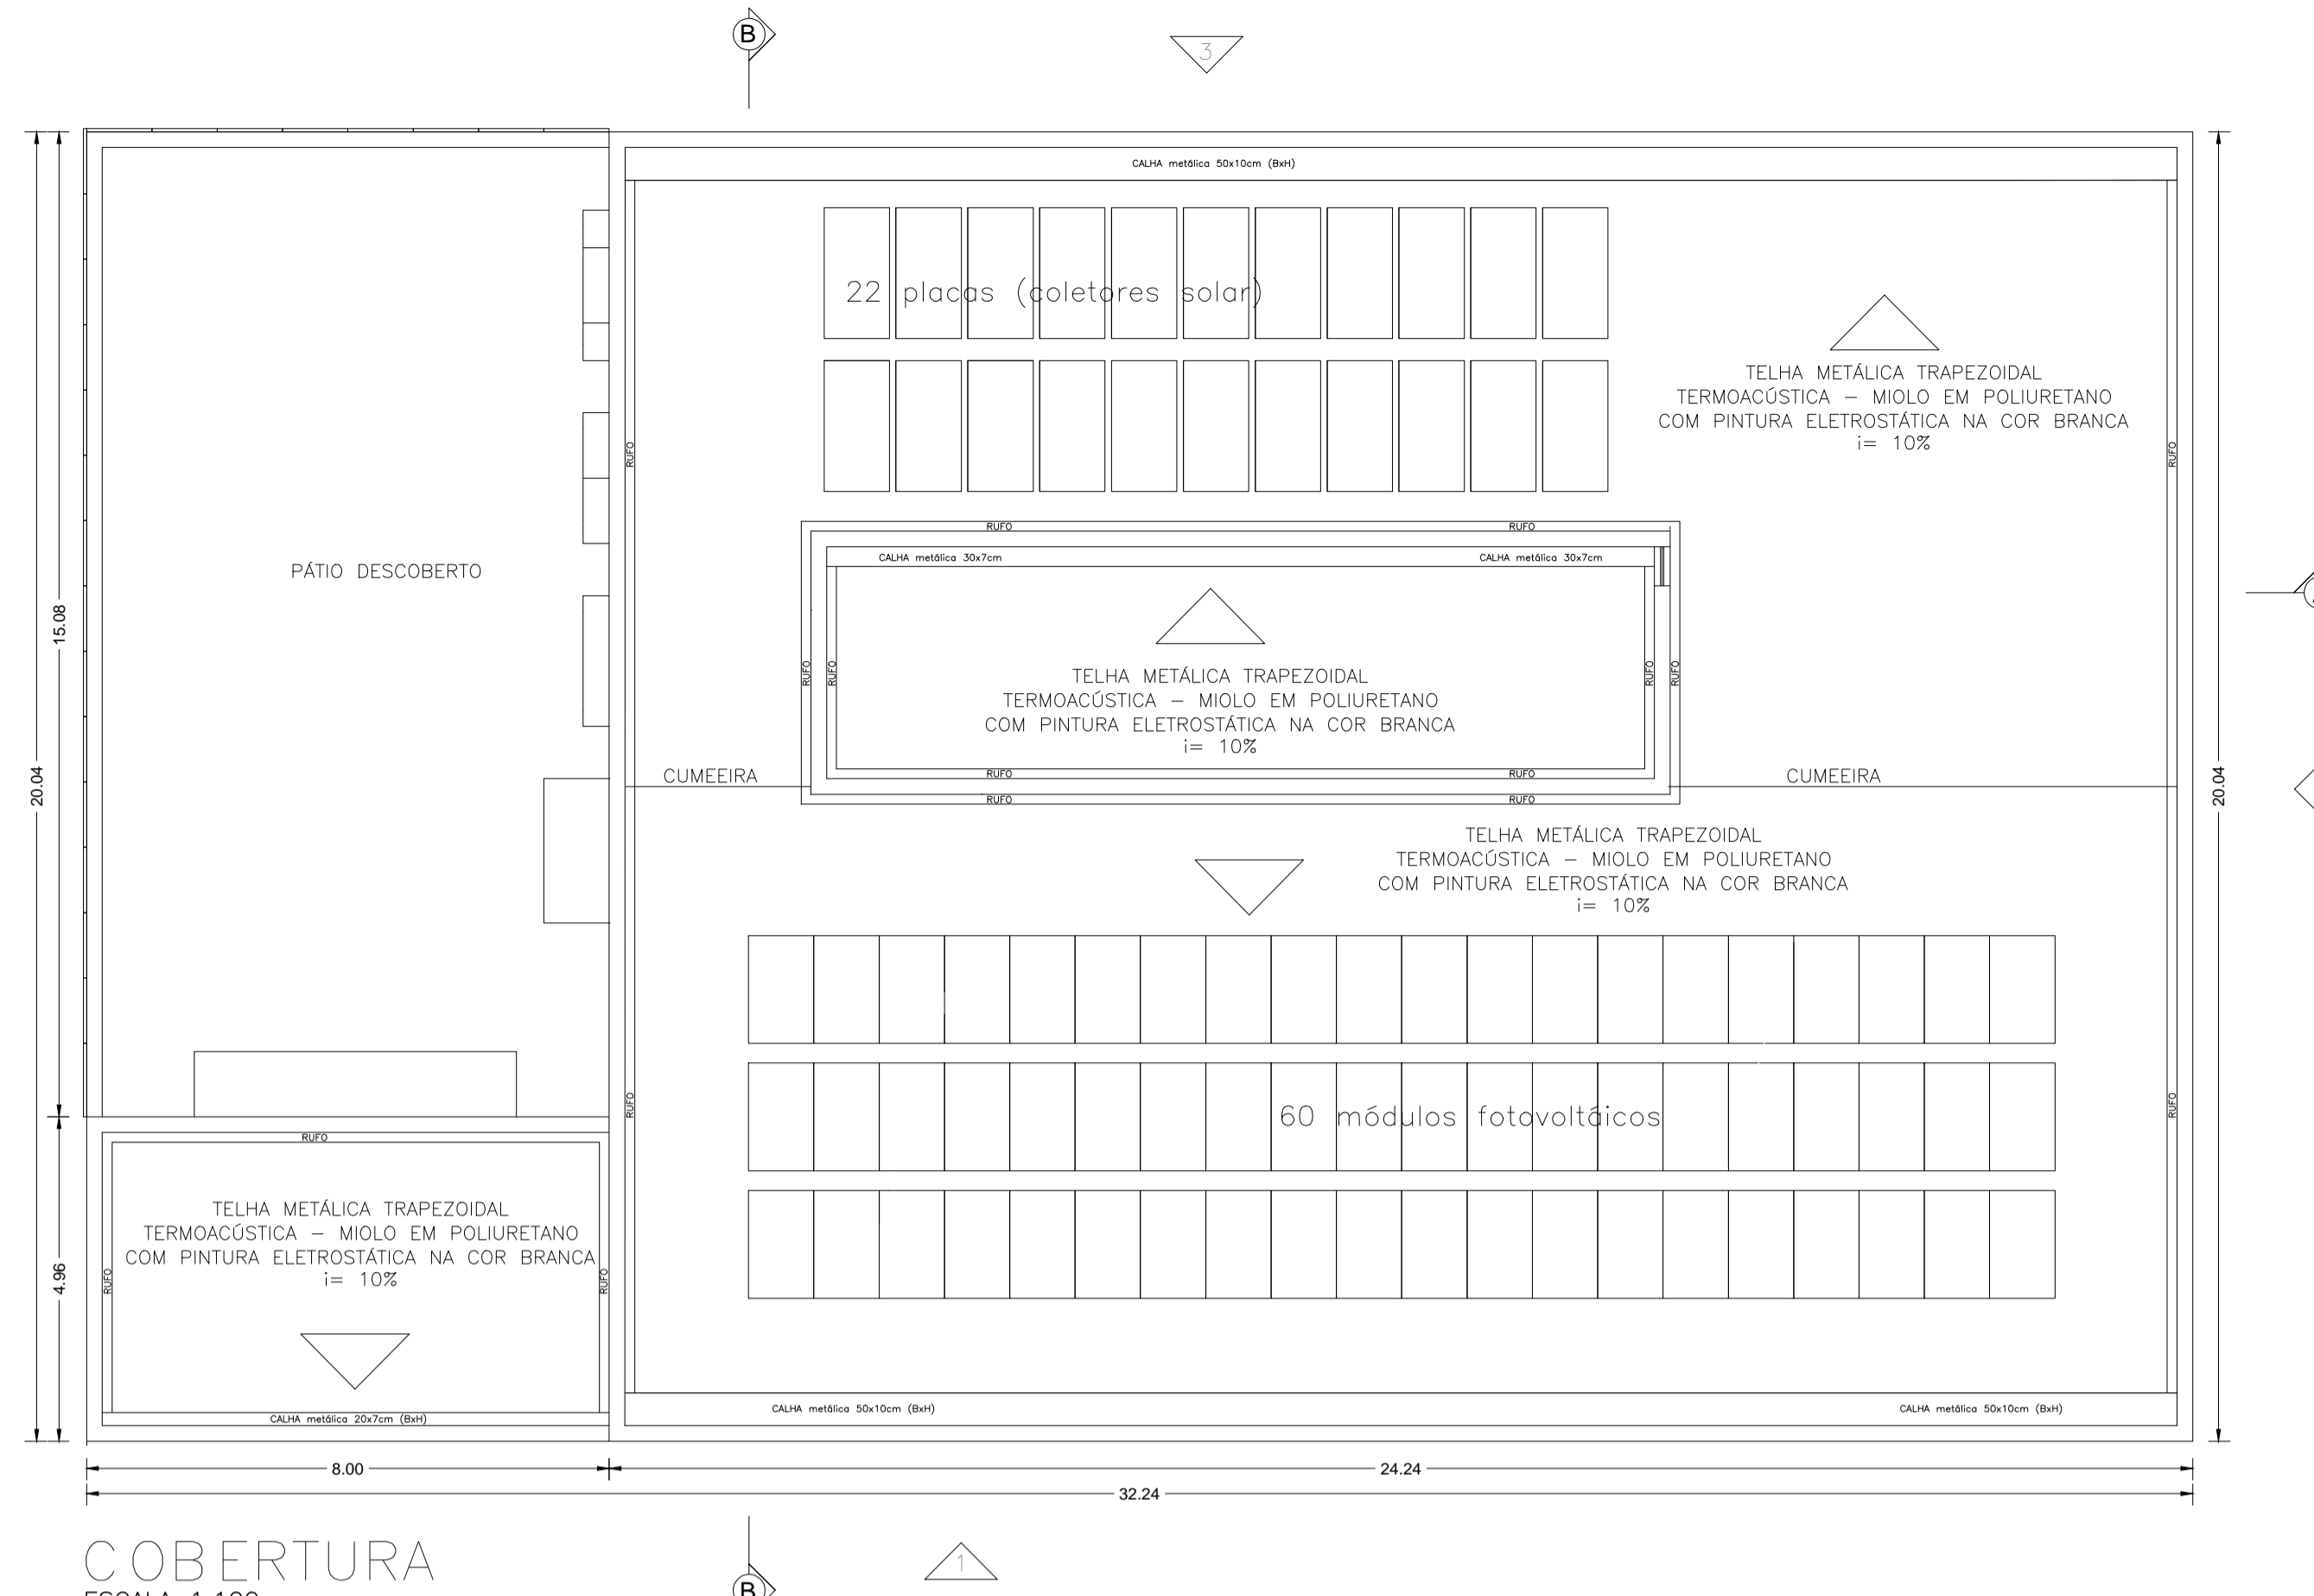 B
3
CALHA metálica 50x10cm (BxH)
22 placas (coletores solar)
TELHA METÁLICA TRAPEZOIDAL
TERMOACÚSTICA – MIOLO EM POLIURETANO
COM PINTURA ELETROSTÁTICA NA COR BRANCA
i= 10%
RUFO
RUFO
RUFO
RUFO
CALHA metálica 30x7cm
CALHA metálica 30x7cm
PÁTIO DESCOBERTO
15.08
RUFO
RUFO
RUFO
RUFO
TELHA METÁLICA TRAPEZOIDAL
TERMOACÚSTICA – MIOLO EM POLIURETANO
COM PINTURA ELETROSTÁTICA NA COR BRANCA
i= 10%
CUMEEIRA
RUFO
RUFO
CUMEEIRA
20.04
20.04
RUFO
RUFO
TELHA METÁLICA TRAPEZOIDAL
TERMOACÚSTICA – MIOLO EM POLIURETANO
COM PINTURA ELETROSTÁTICA NA COR BRANCA
i= 10%
RUFO
60 módulos fotovoltáicos
RUFO
RUFO
TELHA METÁLICA TRAPEZOIDAL
TERMOACÚSTICA – MIOLO EM POLIURETANO
COM PINTURA ELETROSTÁTICA NA COR BRANCA
i= 10%
4.96
RUFO
RUFO
CALHA metálica 20x7cm (BxH)
CALHA metálica 50x10cm (BxH)
CALHA metálica 50x10cm (BxH)
8.00
24.24
32.24
COBERTURA
1
B